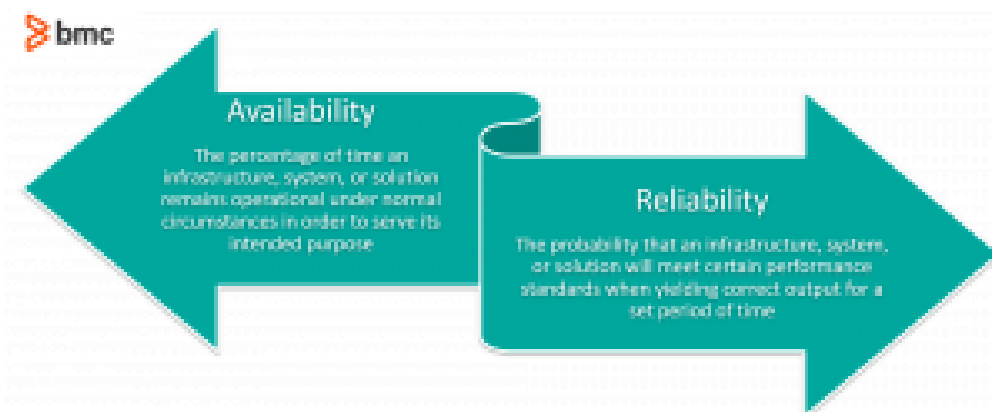 bmc
Availability
The percentage of time an
infrastructure, system, or solution
remains operational under normal
circumstances in order to serve its
intended purpose
Reliability
The probability that an infrastructure, system,
or solution will meet certain performance
standards when yielding correct output for a
set period of time